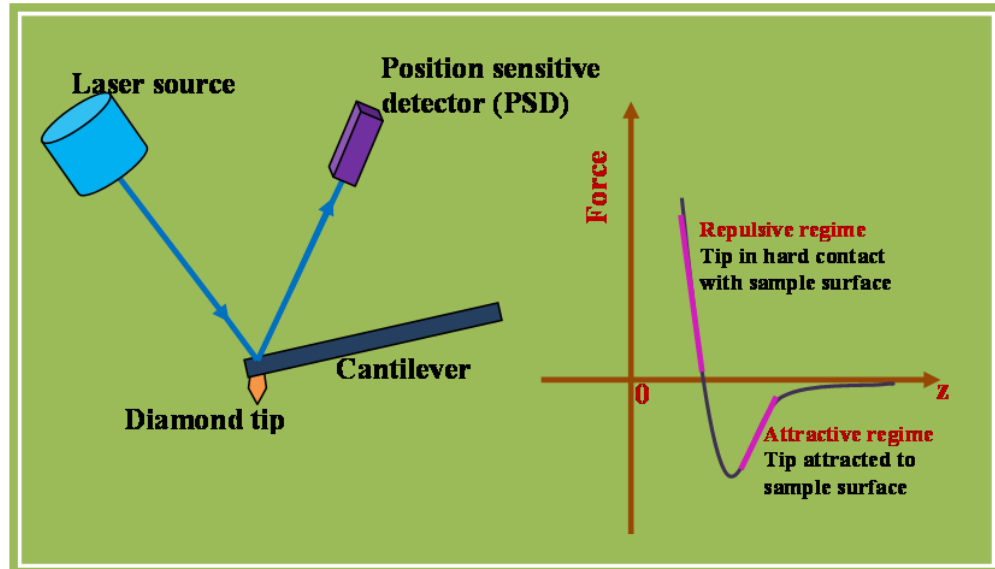 Laser source
Position sensitive
detector (PSD)
Cantilever
Diamond tip
Force
Repulsive regime
Tip in hard contact
with sample surface
0
z
Attractive regime
Tip attracted to
sample surface